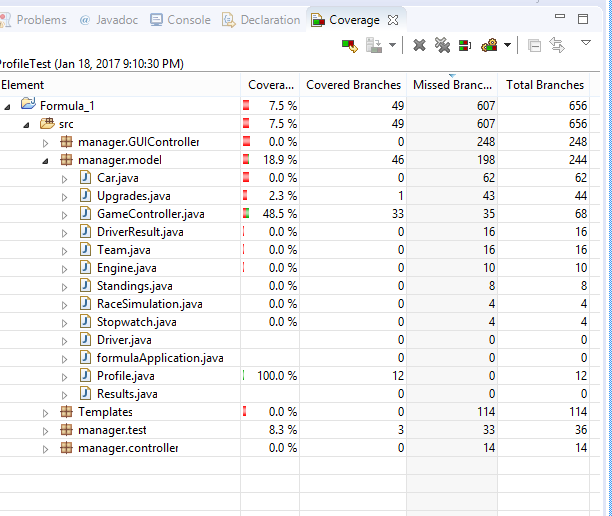 Problems @ Javadoc Console Declaration Coverage
ProfileTest (Jan 18, 2017 9:10:30 PM)
Element Covera... Covered Branches Missed Branc... Total Branches
Formula_1 7.5 % 49 607 656
src 7.5 % 49 607 656
manager.GUIController 0.0 % 0 248 248
manager.model 18.9 % 46 198 244
Car.java 0.0 % 0 62 62
Upgrades.java 2.3 % 1 43 44
GameController.java 48.5 % 33 35 68
DriverResult.java 0.0 % 0 16 16
Team.java 0.0 % 0 16 16
Engine.java 0.0 % 0 10 10
Standings.java 0.0 % 0 8 8
RaceSimulation.java 0.0 % 0 4 4
Stopwatch.java 0.0 % 0 4 4
Driver.java 0 0 0
formulaApplication.java 0 0 0
Profile.java 100.0 % 12 0 12
Results.java 0 0 0
Templates 0.0 % 0 114 114
manager.test 8.3 % 3 33 36
manager.controller 0.0 % 0 14 14